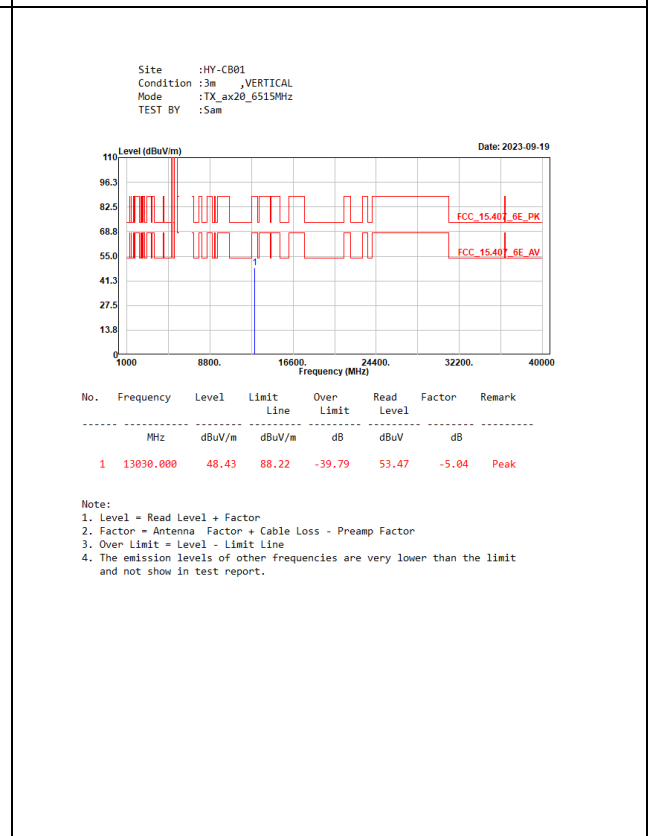 Site :HY-CB01
Condition :3m ,VERTICAL
Mode :TX_ax20_6515MHz
TEST BY :Sam
Level (dBuV/m) Date: 2023-09-19
110
96.3
82.5
FCC_15.407_6E_PK
68.8
FCC_15.407_6E_AV
55.0
1
41.3
27.5
13.8
0
1000 8800. 16600. 24400. 32200. 40000
Frequency (MHz)
No. Frequency Level Limit Over Read Factor Remark
Line Limit Level
------ ----------- --------- --------- --------- --------- ------- ---------
MHz dBuV/m dBuV/m dB dBuV dB
1 13030.000 48.43 88.22 -39.79 53.47 -5.04 Peak
Note:
1. Level = Read Level + Factor
2. Factor = Antenna Factor + Cable Loss - Preamp Factor
3. Over Limit = Level - Limit Line
4. The emission levels of other frequencies are very lower than the limit
and not show in test report.